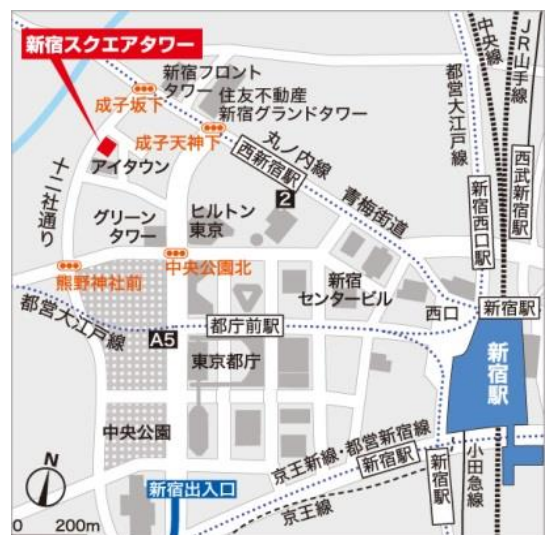 新宿スクエアタワー
新宿フロント
タワー
成子坂下
住友不動産
新宿グランドタワー
成子天神下
丸ノ内線
西新宿駅
青梅街道
中央線
JR山手線
都営大江戸線
西武新宿駅
新宿西口駅
アイタウン
十二社通り
グリーン
タワー
ヒルトン
東京
2
中央公園北
熊野神社前
新宿
センタービル
西口
新宿駅
都営大江戸線
A5
都庁前駅
東京都庁
新宿駅
中央公園
京王新線・都営新宿線
新宿駅
新宿駅
小田急線
京王線
新宿出入口
N
0 200m